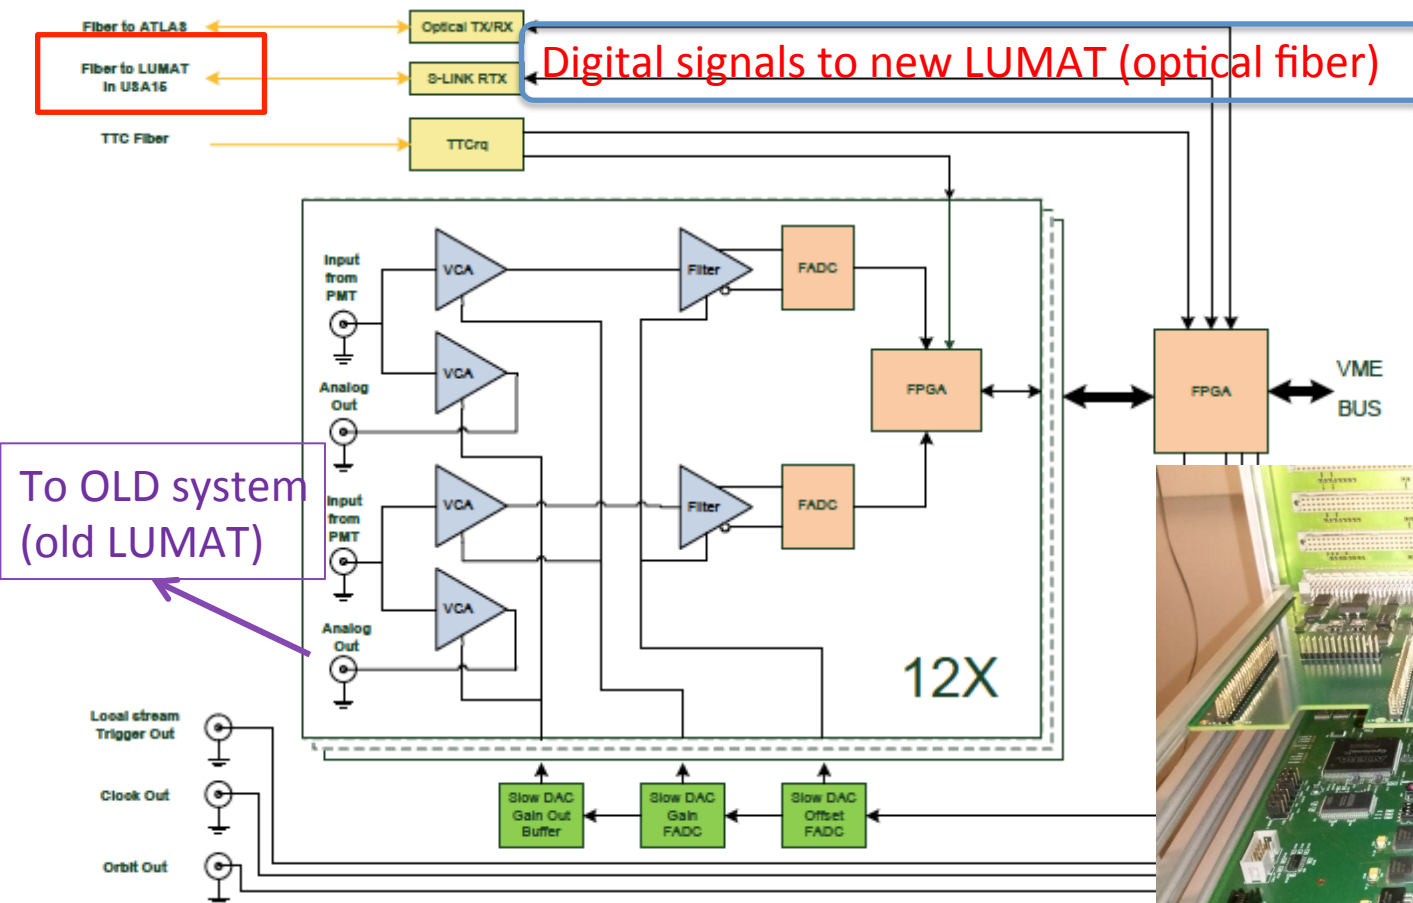 Fiber to ATLAS
Optical TX/RX
Digital signals to new LUMAT (optical fiber)
Fiber to LUMAT
in USA15
S-LINK RTX
TTC Fiber
TTCrq
Input
from
PMT
VCA
Filter
FADC
VCA
Analog
Out
FPGA
FPGA
VME
BUS
To OLD system
(old LUMAT)
Input
from
PMT
VCA
Filter
FADC
VCA
Analog
Out
12X
Local stream
Trigger Out
Clock Out
Orbit Out
Slow DAC
Gain Out
Buffer
Slow DAC
Gain
FADC
Slow DAC
Offset
FADC